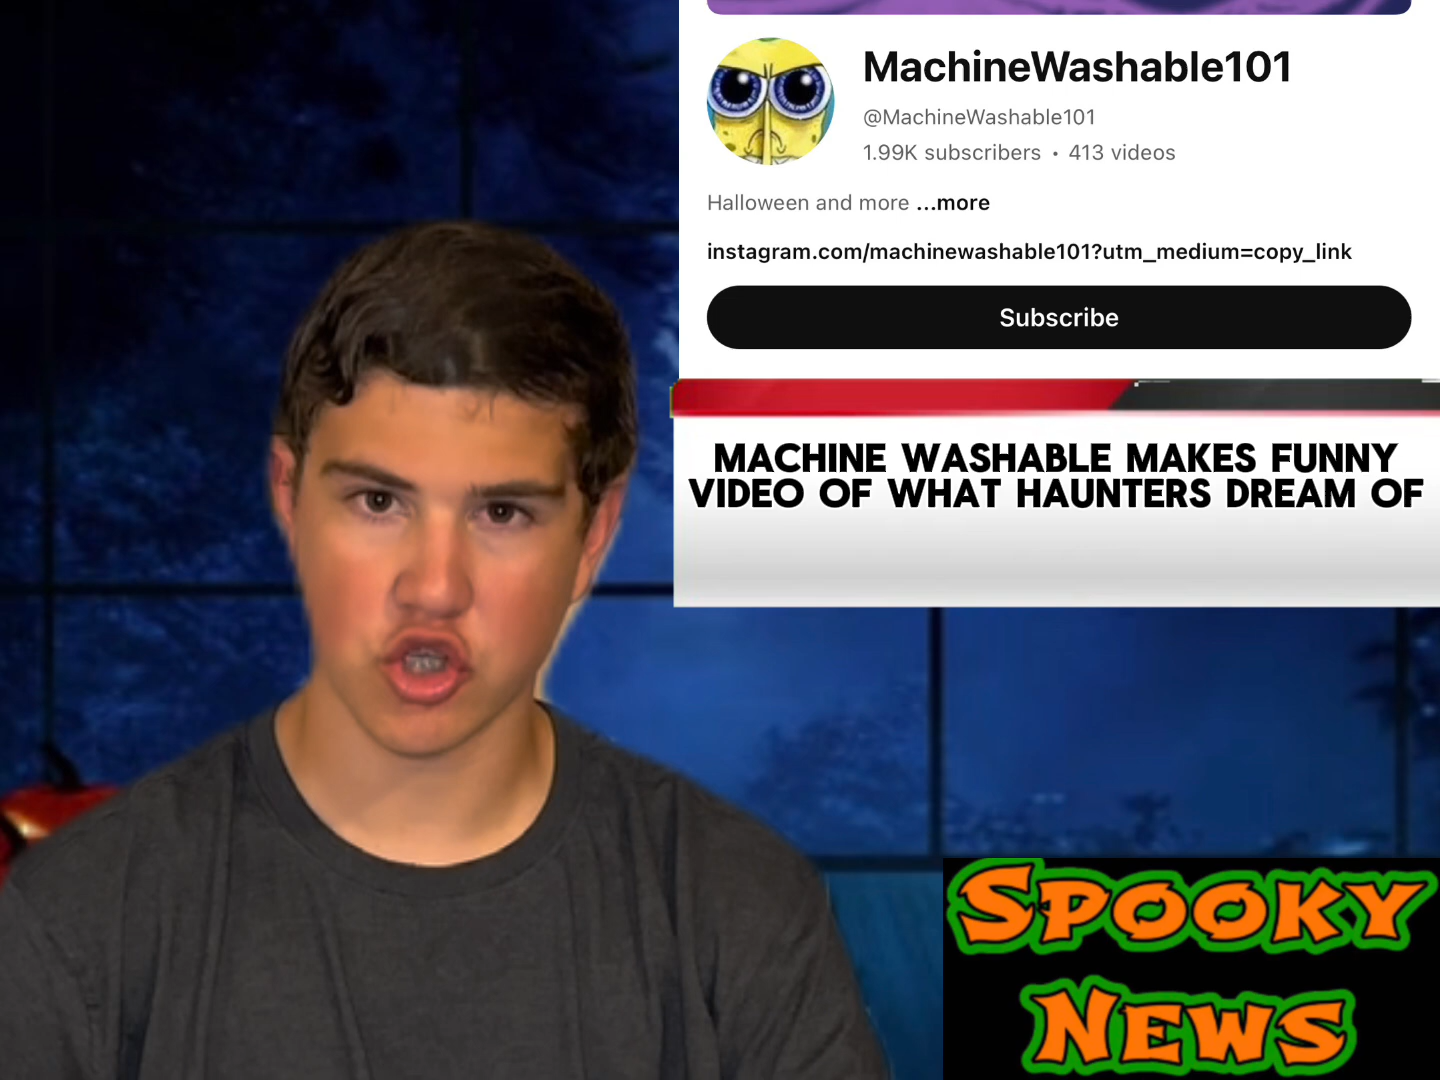 MachineWashable101
@MachineWashable101
1.99K subscribers • 413 videos
Halloween and more ...more
instagram.com/machinewashable101?utm_medium=copy_link
Subscribe
MACHINE WASHABLE MAKES FUNNY
VIDEO OF WHAT HAUNTERS DREAM OF
SPOOKY
NEWS